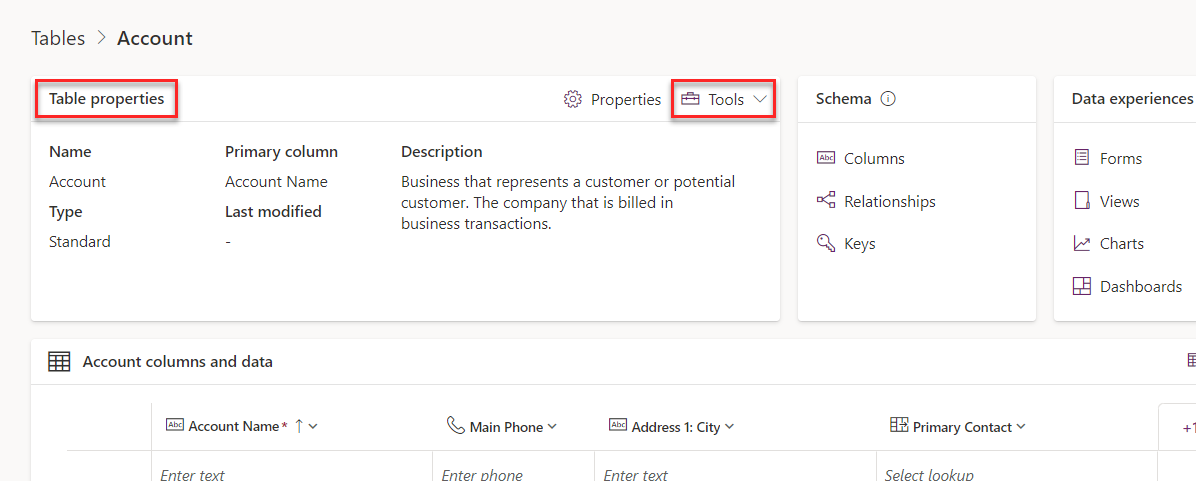 Tables > Account
Table properties
Properties
Tools
Name
Account
Type
Standard
Primary column
Account Name
Last modified
-
Description
Business that represents a customer or potential
customer. The company that is billed in
business transactions.
Schema
Columns
Relationships
Keys
Data experiences
Forms
Views
Charts
Dashboards
Account columns and data
Abc Account Name* ↑
Main Phone
Abc Address 1: City
Primary Contact
Enter text
Enter phone
Enter text
Select lookup